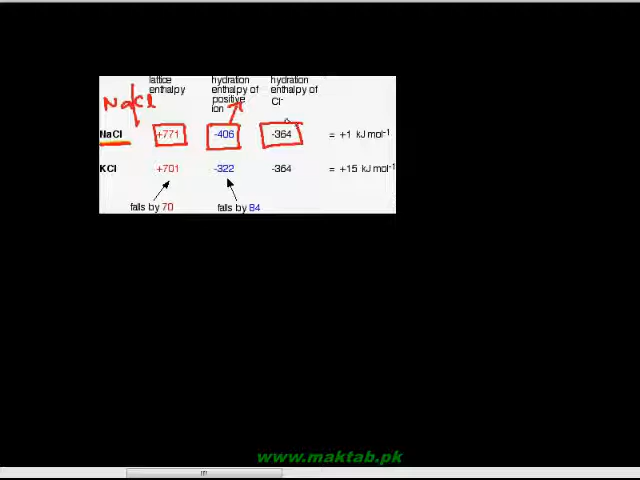 lattice enthalpy
hydration enthalpy of positive ion
hydration enthalpy of Cl-
NaCl
NaCl +771 -406 -364 = +1 kJ mol-1
KCl +701 -322 -364 = +15 kJ mol-1
falls by 70 falls by 84
www.maktab.pk
m